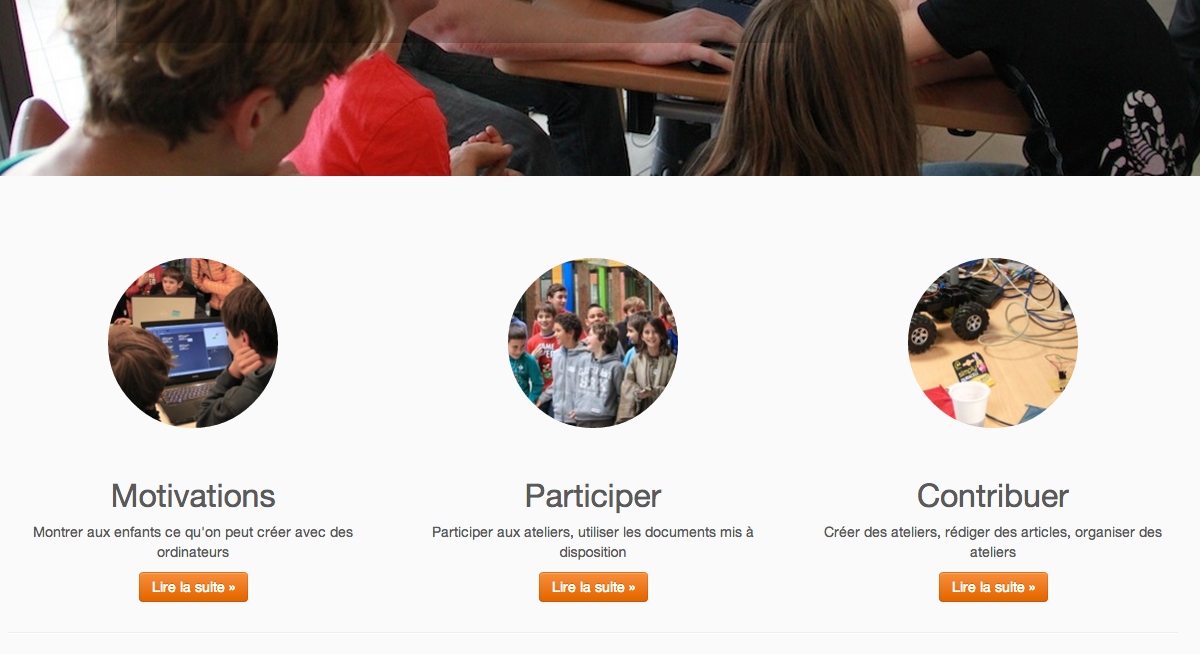 Motivations
Montrer aux enfants ce qu'on peut créer avec des
ordinateurs
Lire la suite »
Participer
Participer aux ateliers, utiliser les documents mis à
disposition
Lire la suite »
Contribuer
Créer des ateliers, rédiger des articles, organiser des
ateliers
Lire la suite »